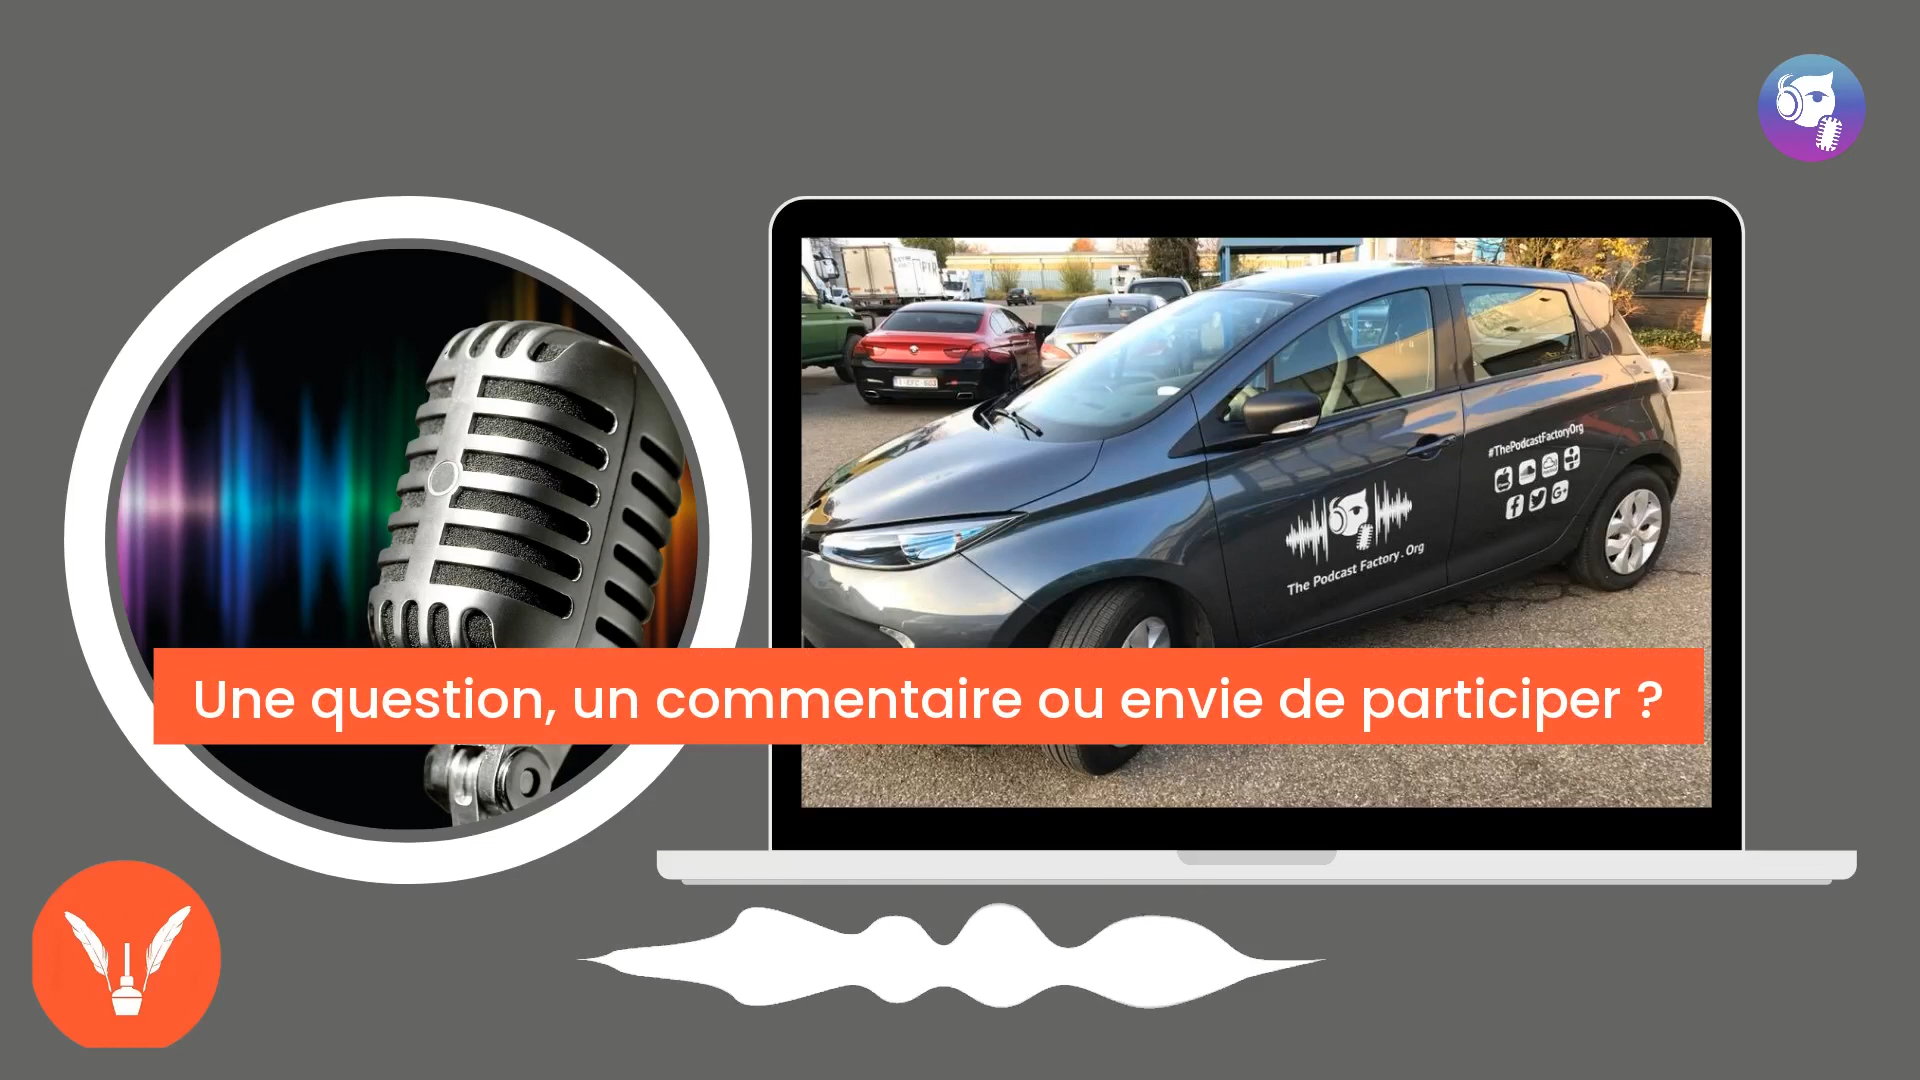 #ThePodcastFactoryOrg
The Podcast Factory.Org
Une question, un commentaire ou envie de participer ?